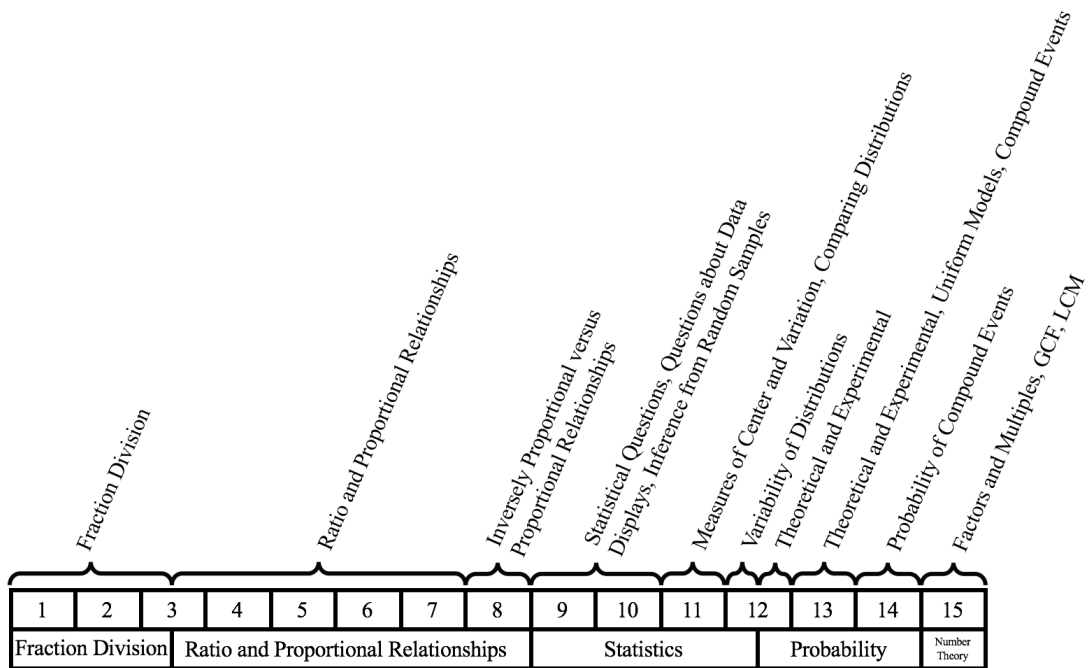 Fraction Division
Ratio and Proportional Relationships
Inversely Proportional versus
Proportional Relationships
Statistical Questions, Questions about Data
Displays, Inference from Random Samples
Measures of Center and Variation, Comparing Distributions
Variability of Distributions
Theoretical and Experimental
Theoretical and Experimental, Uniform Models, Compound Events
Probability of Compound Events
Factors and Multiples, GCF, LCM
1 2 3 4 5 6 7 8 9 10 11 12 13 14 15
Fraction Division Ratio and Proportional Relationships Statistics Probability Number
Theory